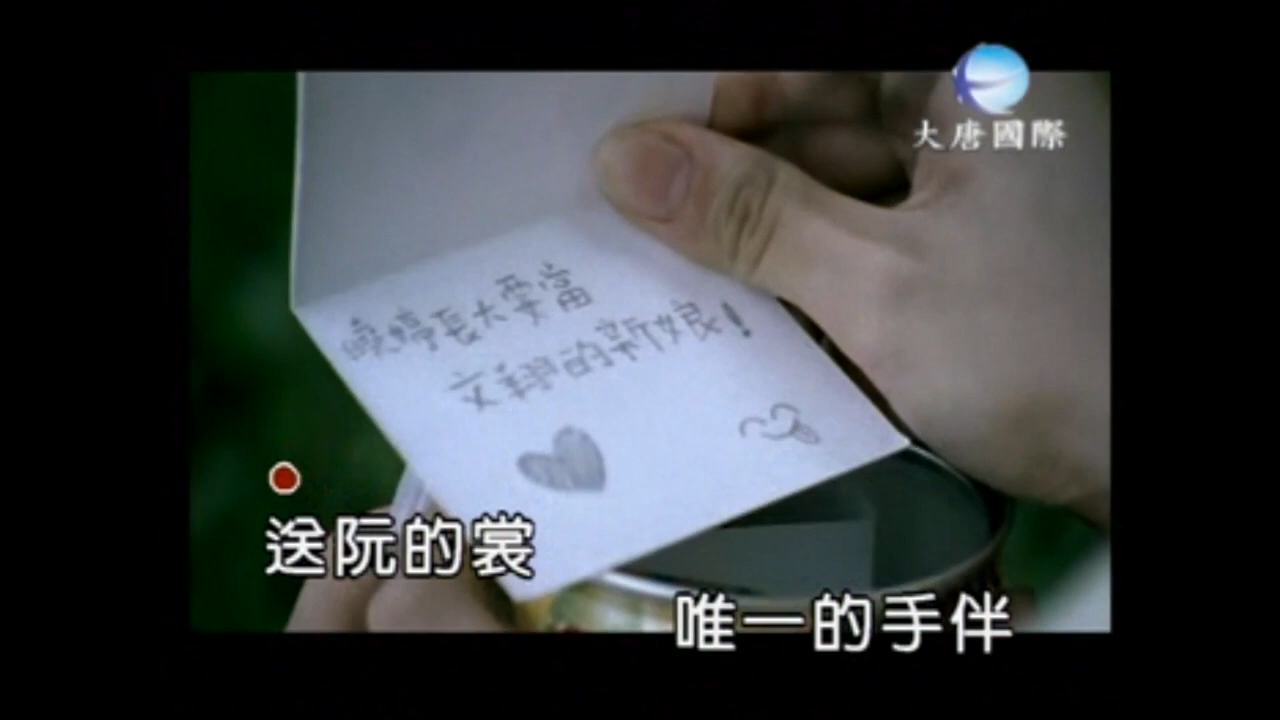 大唐國際
曉婷長大要當
文翔的新娘!
送阮的裳
唯一的手伴